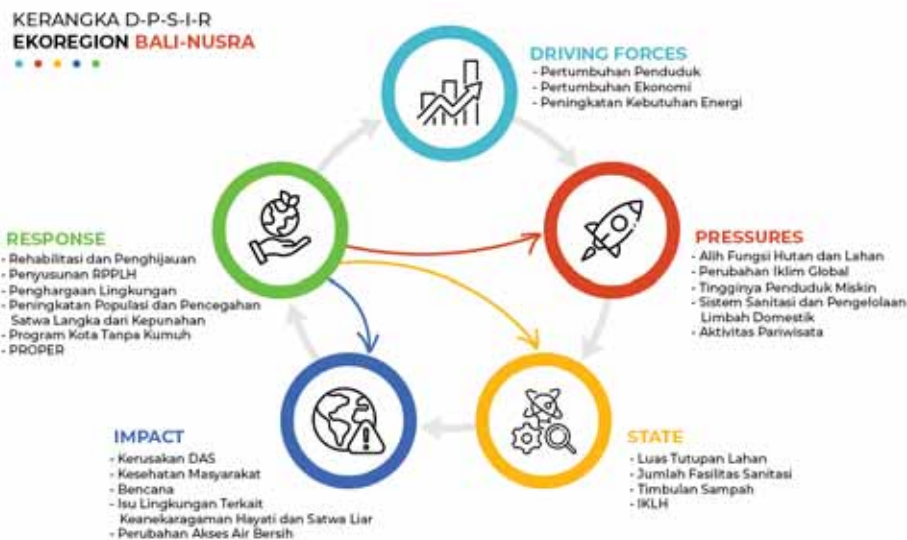 KERANGKA D-P-S-I-R
EKOREGION BALI-NUSRA
DRIVING FORCES
- Pertumbuhan Penduduk
- Pertumbuhan Ekonomi
- Peningkatan Kebutuhan Energi
PRESSURES
- Alih Fungsi Hutan dan Lahan
- Perubahan Iklim Global
- Tingginya Penduduk Miskin
- Sistem Sanitasi dan Pengelolaan
Limbah Domestik
- Aktivitas Pariwisata
STATE
- Luas Tutupan Lahan
- Jumlah Fasilitas Sanitasi
- Timbulan Sampah
- IKLH
IMPACT
- Kerusakan DAS
- Kesehatan Masyarakat
- Bencana
- Isu Lingkungan Terkait
Keanekaragaman Hayati dan Satwa Liar
- Perubahan Akses Air Bersih
RESPONSE
- Rehabilitasi dan Penghijauan
- Penyusunan RPPLH
- Penghargaan Lingkungan
- Peningkatan Populasi dan Pencegahan
Satwa Langka dari Kepunahan
- Program Kota Tanpa Kumuh
- PROPER